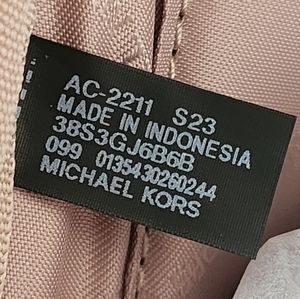 AC-2211 S23
MADE IN INDONESIA
38S3GJ6B6B
099 0135430260244
MICHAEL KORS